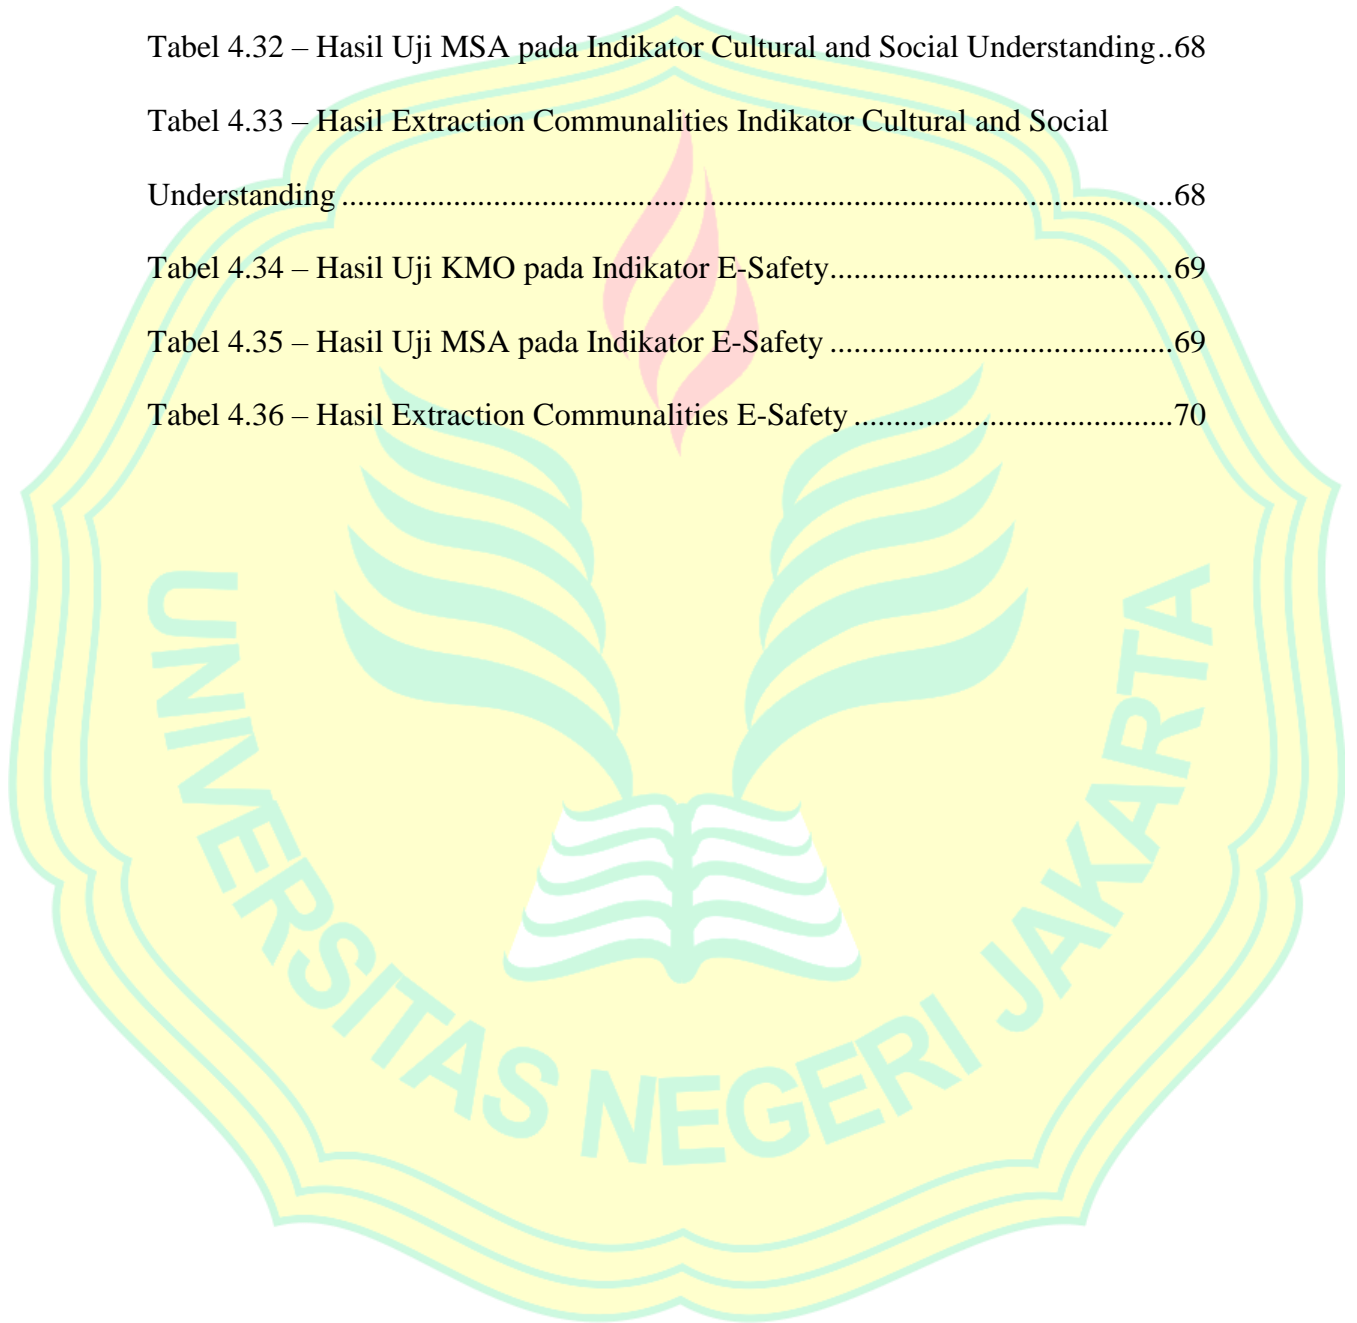 Tabel 4.32 – Hasil Uji MSA pada Indikator Cultural and Social Understanding..68
Tabel 4.33 – Hasil Extraction Communalities Indikator Cultural and Social
Understanding ........................................................................................................68
Tabel 4.34 – Hasil Uji KMO pada Indikator E-Safety...........................................69
Tabel 4.35 – Hasil Uji MSA pada Indikator E-Safety ...........................................69
Tabel 4.36 – Hasil Extraction Communalities E-Safety ........................................70
UNIVERSITAS NEGERI JAKARTA